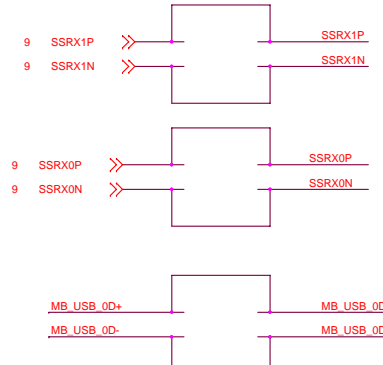 9 SSRX1P SSRX1P
9 SSRX1N SSRX1N
9 SSRX0P SSRX0P
9 SSRX0N SSRX0N
MB_USB_0D+ MB_USB_0D
MB_USB_0D- MB_USB_0D